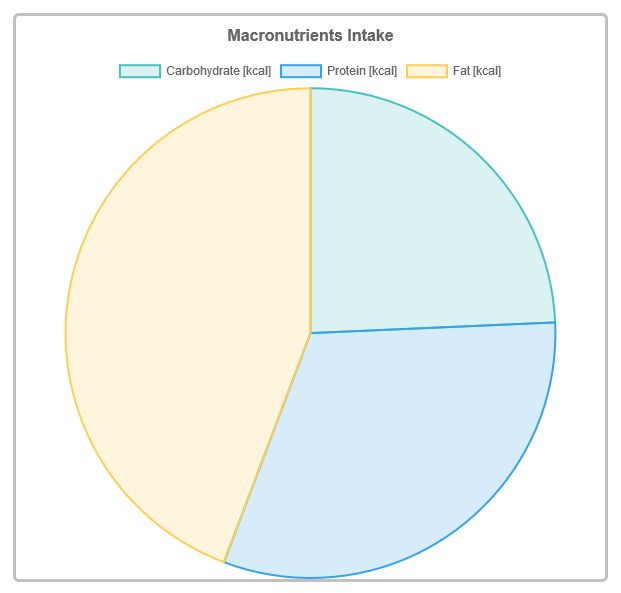 Macronutrients Intake
Carbohydrate [kcal] Protein [kcal] Fat [kcal]